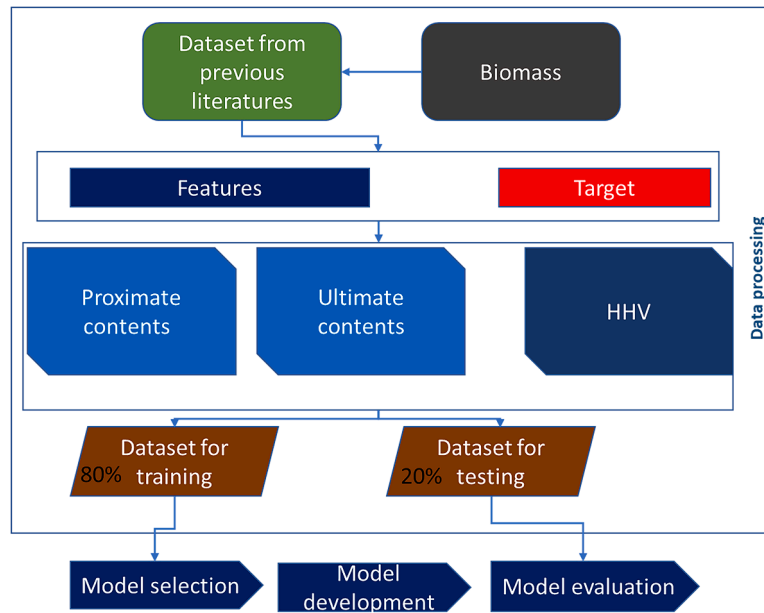 Dataset from
previous
literatures
Biomass
Features
Target
Proximate
contents
Ultimate
contents
HHV
Data processing
Dataset for
80% training
Dataset for
20% testing
Model selection
Model
development
Model evaluation